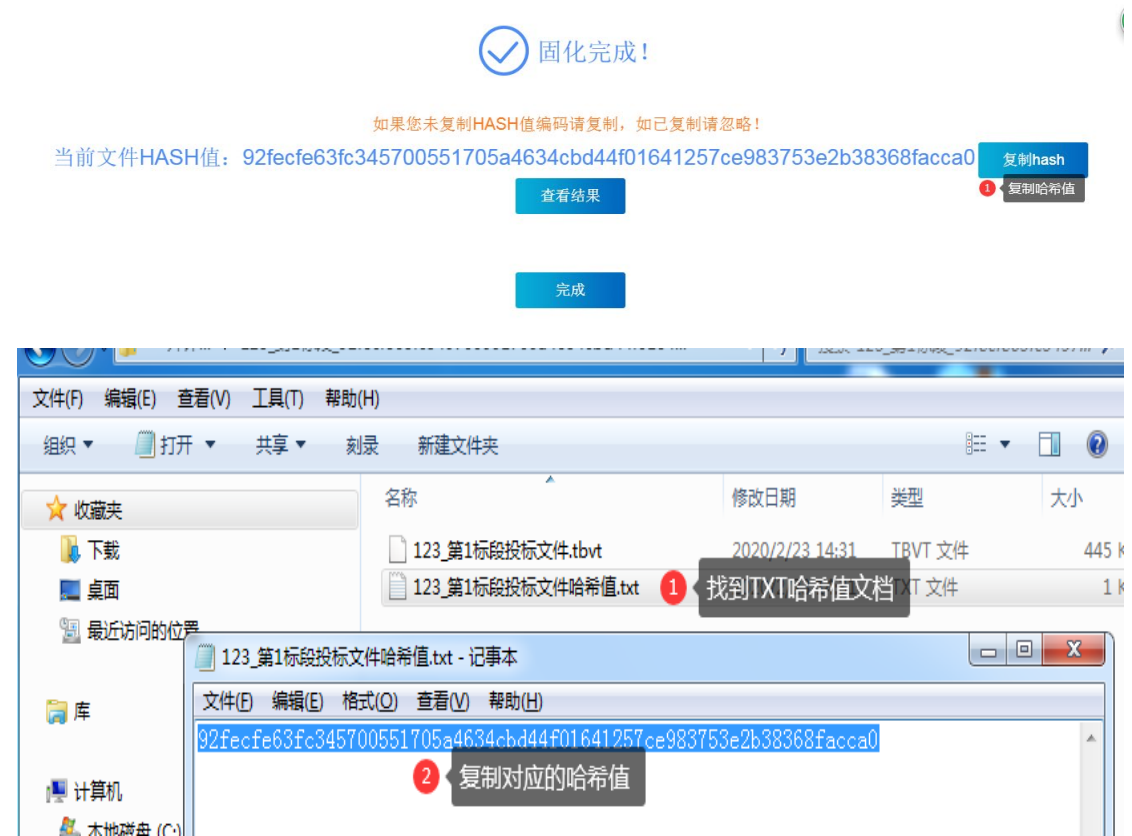 固化完成！
如果您未复制HASH值编码请复制，如已复制请忽略！
当前文件HASH值：92fecfe63fc345700551705a4634cbd44f01641257ce983753e2b38368facca0 复制hash
1 复制哈希值
查看结果
完成
文件(F) 编辑(E) 查看(V) 工具(T) 帮助(H)
组织 打开 共享 刻录 新建文件夹
收藏夹
名称 修改日期 类型 大小
下载
123_第1标段投标文件.tbvt 2020/2/23 14:31 TBVT 文件 445 K
桌面
123_第1标段投标文件哈希值.txt 1 找到TXT哈希值文档 TXT 文件 1 K
最近访问的位置
123_第1标段投标文件哈希值.txt - 记事本
文件(F) 编辑(E) 格式(O) 查看(V) 帮助(H)
库
92fecfe63fc345700551705a4634cbd44f01641257ce983753e2b38368facca0
2 复制对应的哈希值
计算机
本地磁盘 (C:)